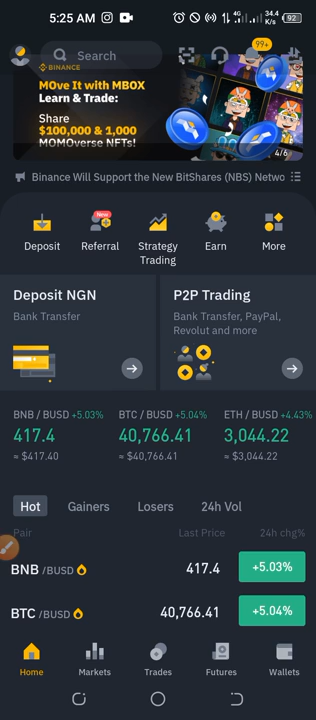 5:25 AM
4G
34.4
K/s
92
Search
99+
BINANCE
MOve It with MBOX
Learn & Trade:
Share
$100,000 & 1,000
MOMOverse NFTs!
4/6
Binance Will Support the New BitShares (NBS) Netwo
New
Deposit
Referral
Strategy
Trading
Earn
More
Deposit NGN
Bank Transfer
P2P Trading
Bank Transfer, PayPal,
Revolut and more
BNB / BUSD +5.03%
417.4
≈ $417.40
BTC / BUSD +5.04%
40,766.41
≈ $40,766.41
ETH / BUSD +4.43%
3,044.22
≈ $3,044.22
Hot Gainers Losers 24h Vol
Pair Last Price 24h chg%
BNB /BUSD 417.4 +5.03%
BTC /BUSD 40,766.41 +5.04%
Home Markets Trades Futures Wallets